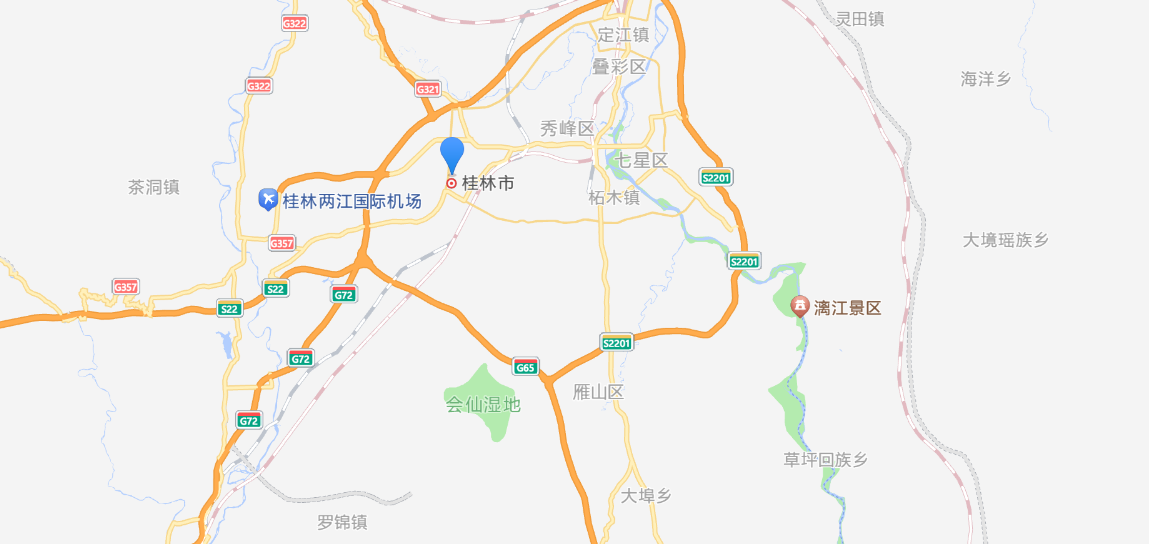 灵田镇
G322
定江镇
叠彩区
海洋乡
G322
G321
秀峰区
七星区
S2201
茶洞镇
桂林市
桂林两江国际机场
柘木镇
G357
大境瑶族乡
S2201
G357
S22
G72
S22
漓江景区
S2201
G72
G65
雁山区
会仙湿地
G72
草坪回族乡
大埠乡
罗锦镇